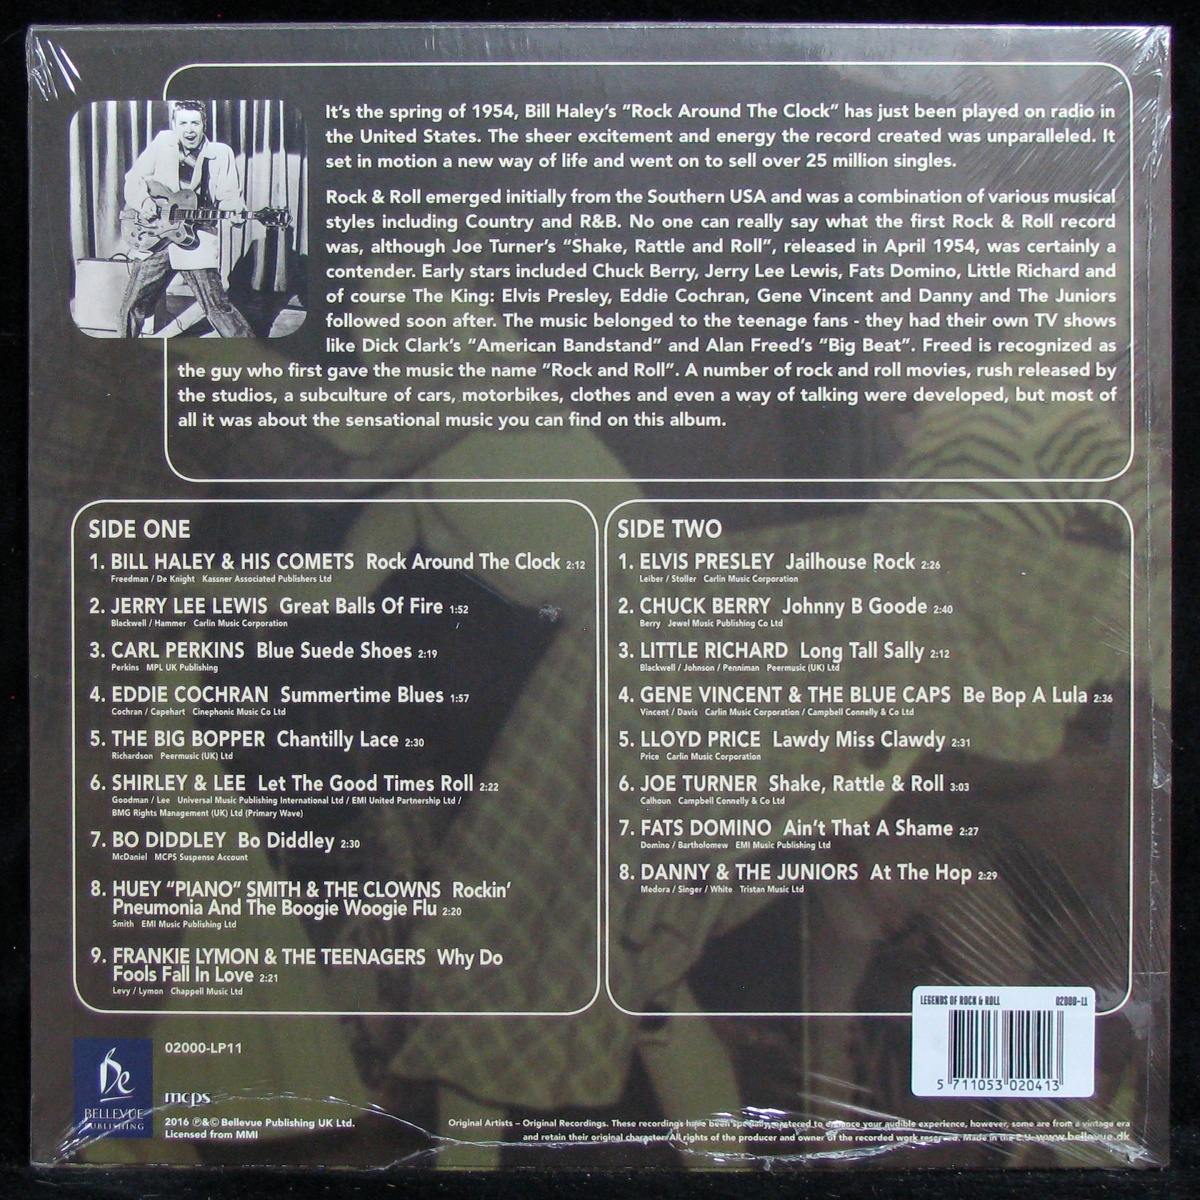 It's the spring of 1954, Bill Haley's "Rock Around The Clock" has just been played on radio in
the United States. The sheer excitement and energy the record created was unparalleled. It
set in motion a new way of life and went on to sell over 25 million singles.
Rock & Roll emerged initially from the Southern USA and was a combination of various musical
styles including Country and R&B. No one can really say what the first Rock & Roll record
was, although Joe Turner's "Shake, Rattle and Roll", released in April 1954, was certainly a
contender. Early stars included Chuck Berry, Jerry Lee Lewis, Fats Domino, Little Richard and
of course The King: Elvis Presley, Eddie Cochran, Gene Vincent and Danny and The Juniors
followed soon after. The music belonged to the teenage fans - they had their own TV shows
like Dick Clark's "American Bandstand" and Alan Freed's "Big Beat". Freed is recognized as
the guy who first gave the music the name "Rock and Roll". A number of rock and roll movies, rush released by
the studios, a subculture of cars, motorbikes, clothes and even a way of talking were developed, but most of
all it was about the sensational music you can find on this album.
SIDE ONE
1. BILL HALEY & HIS COMETS Rock Around The Clock 2:12
Freedman / De Knight Kassner Associated Publishers Ltd
2. JERRY LEE LEWIS Great Balls Of Fire 1:52
Blackwell / Hammer Carlin Music Corporation
3. CARL PERKINS Blue Suede Shoes 2:19
Perkins MPL UK Publishing
4. EDDIE COCHRAN Summertime Blues 1:57
Cochran / Capehart Cinephonic Music Co Ltd
5. THE BIG BOPPER Chantilly Lace 2:30
Richardson Peermusic (UK) Ltd
6. SHIRLEY & LEE Let The Good Times Roll 2:22
Goodman / Lee Universal Music Publishing International Ltd / EMI United Partnership Ltd /
BMG Rights Management (UK) Ltd (Primary Wave)
7. BO DIDDLEY Bo Diddley 2:30
McDaniel MCPS Suspense Account
8. HUEY "PIANO" SMITH & THE CLOWNS Rockin'
Pneumonia And The Boogie Woogie Flu 2:20
Smith EMI Music Publishing Ltd
9. FRANKIE LYMON & THE TEENAGERS Why Do
Fools Fall In Love 2:21
Levy / Lymon Chappell Music Ltd
SIDE TWO
1. ELVIS PRESLEY Jailhouse Rock 2:26
Leiber / Stoller Carlin Music Corporation
2. CHUCK BERRY Johnny B Goode 2:40
Berry Jewel Music Publishing Co Ltd
3. LITTLE RICHARD Long Tall Sally 2:12
Blackwell / Johnson / Penniman Peermusic (UK) Ltd
4. GENE VINCENT & THE BLUE CAPS Be Bop A Lula 2:36
Vincent / Davis Carlin Music Corporation / Campbell Connelly & Co Ltd
5. LLOYD PRICE Lawdy Miss Clawdy 2:31
Price Carlin Music Corporation
6. JOE TURNER Shake, Rattle & Roll 3:03
Calhoun Campbell Connelly & Co Ltd
7. FATS DOMINO Ain't That A Shame 2:27
Domino / Bartholomew EMI Music Publishing Ltd
8. DANNY & THE JUNIORS At The Hop 2:29
Medora / Singer / White Tristan Music Ltd
LEGENDS OF ROCK & ROLL 02000-11
5 711053 020413
Be
BELLEVUE
PUBLISHING
02000-LP11
mcps
2016 ℗&© Bellevue Publishing UK Ltd.
Licensed from MMI
Original Artists – Original Recordings. These recordings have been specially mastered to enhance your audible experience, however, some are from a vintage era
and retain their original character. All rights of the producer and owner of the recorded work reserved. Made in the E.U. www.bellevue.dk